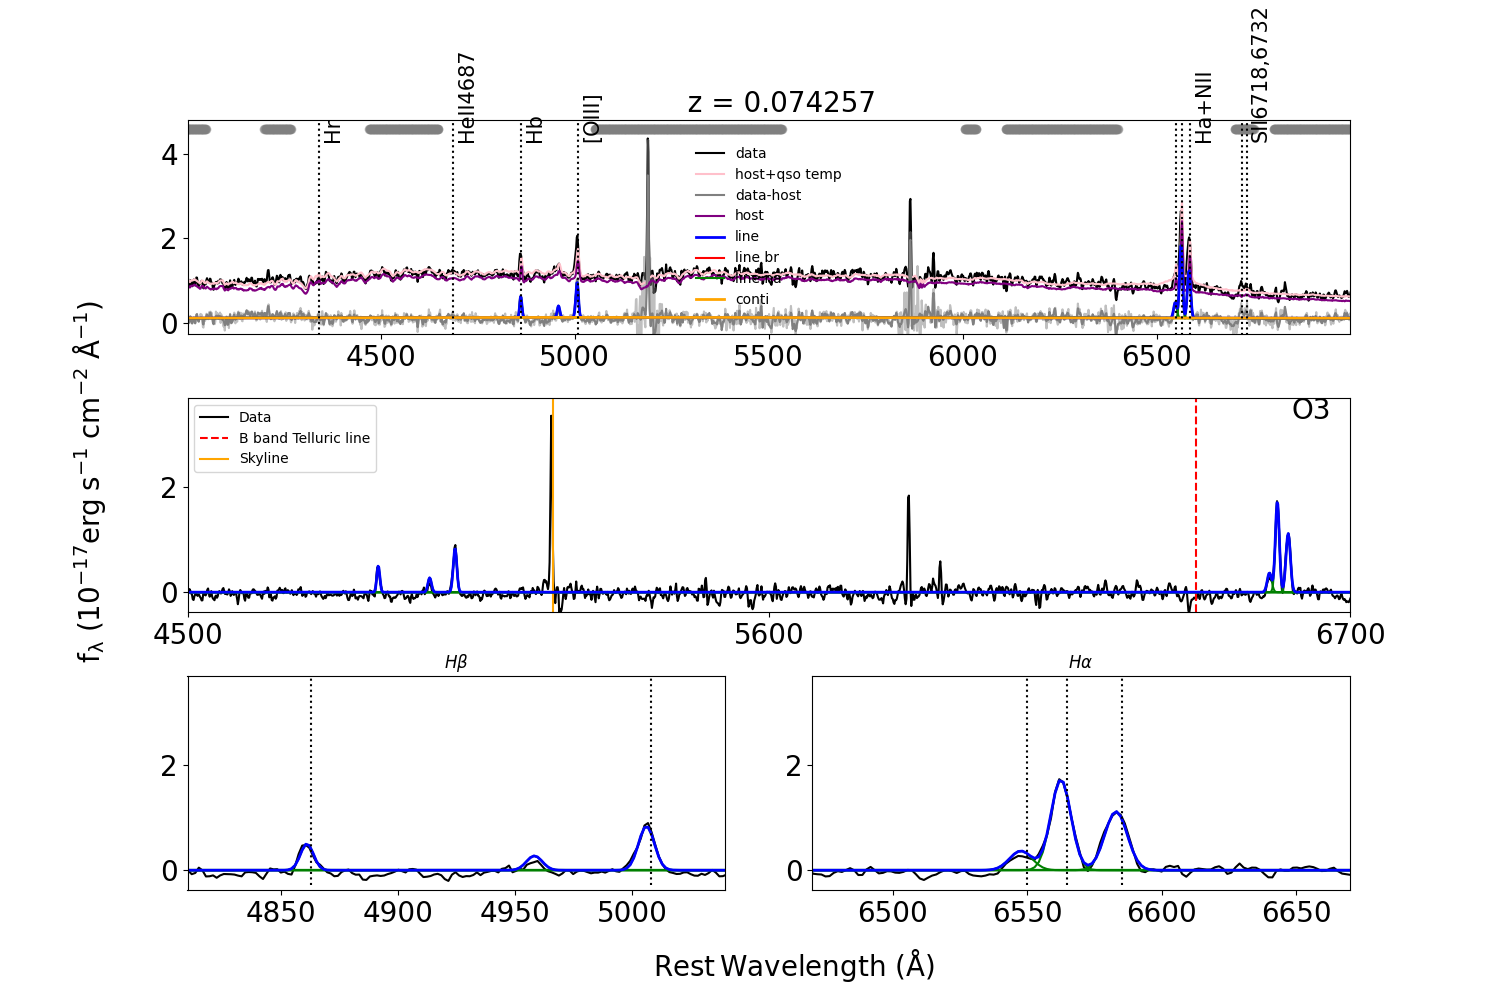 z = 0.074257
Hr
HeII4687
Hb
[OIII]
Ha+NII
SII6718,6732
data
host+qso temp
data-host
host
line
line br
conti
4
2
0
4500 5000 5500 6000 6500
Data
B band Telluric line
Skyline
O3
2
0
4500 5600 6700
fλ (10⁻¹⁷erg s⁻¹ cm⁻² Å⁻¹)
Hβ
2
0
4850 4900 4950 5000
Hα
2
0
6500 6550 6600 6650
Rest Wavelength (Å)